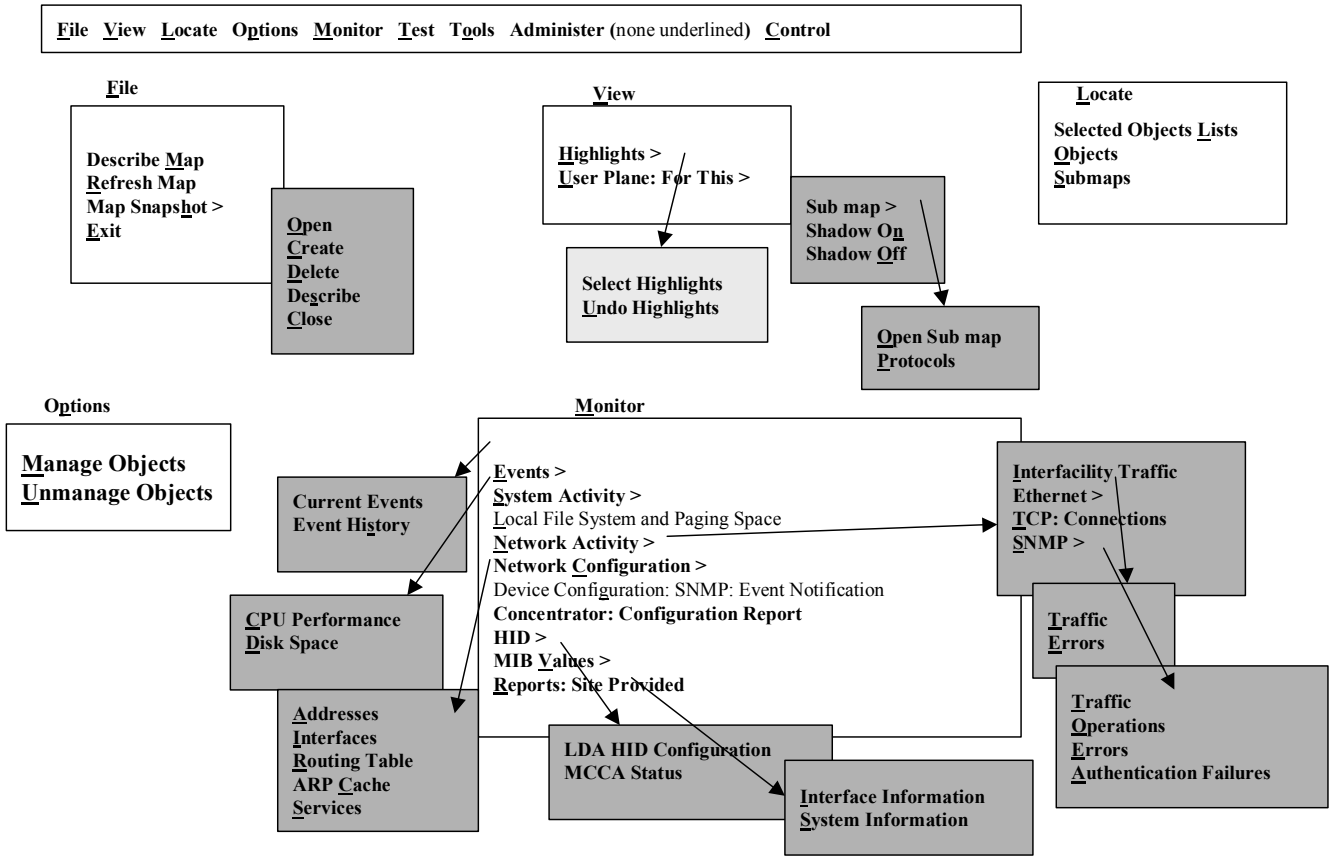 File View Locate Options Monitor Test Tools Administer (none underlined) Control
File
Describe Map
Refresh Map
Map Snapshot >
Exit
Open
Create
Delete
Describe
Close
View
Highlights >
User Plane: For This >
Select Highlights
Undo Highlights
Sub map >
Shadow On
Shadow Off
Open Sub map
Protocols
Locate
Selected Objects Lists
Objects
Submaps
Options
Manage Objects
Unmanage Objects
Monitor
Events >
System Activity >
Local File System and Paging Space
Network Activity >
Network Configuration >
Device Configuration: SNMP: Event Notification
Concentrator: Configuration Report
HID >
MIB Values >
Reports: Site Provided
Current Events
Event History
CPU Performance
Disk Space
Addresses
Interfaces
Routing Table
ARP Cache
Services
LDA HID Configuration
MCCA Status
Interface Information
System Information
Interfacility Traffic
Ethernet >
TCP: Connections
SNMP >
Traffic
Errors
Traffic
Operations
Errors
Authentication Failures